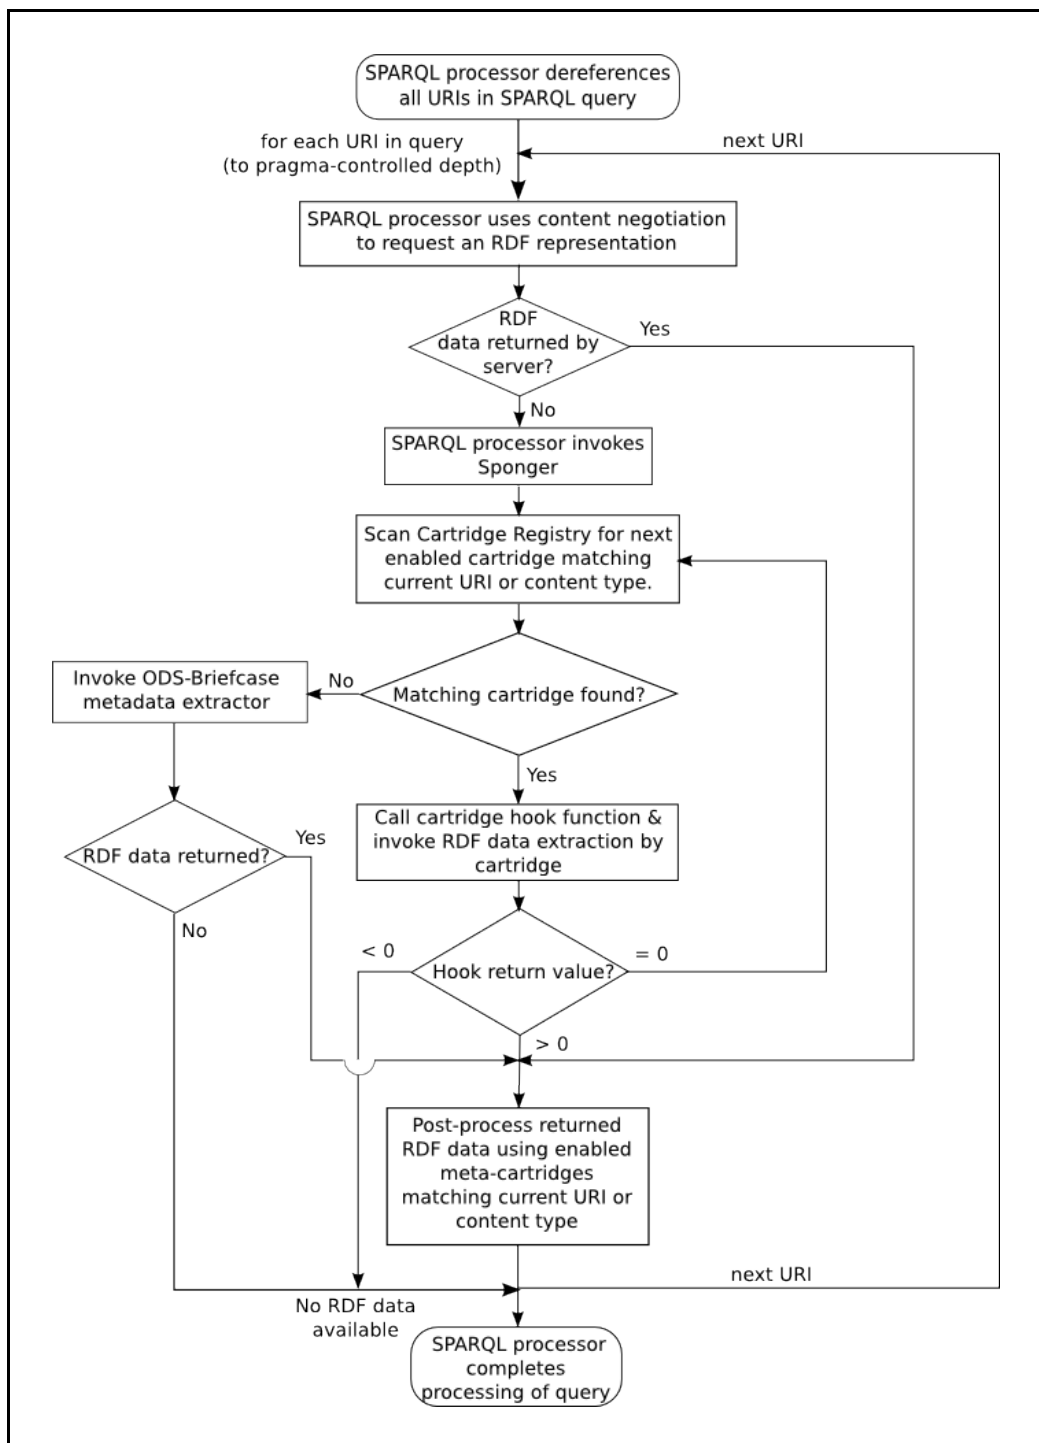 SPARQL processor dereferences
all URIs in SPARQL query
for each URI in query
(to pragma-controlled depth)
next URI
SPARQL processor uses content negotiation
to request an RDF representation
RDF
data returned by
server?
Yes
No
SPARQL processor invokes
Sponger
Scan Cartridge Registry for next
enabled cartridge matching
current URI or content type.
Invoke ODS-Briefcase
metadata extractor
No
Matching cartridge found?
Yes
Call cartridge hook function &
invoke RDF data extraction by
cartridge
RDF data returned?
Yes
No
< 0
Hook return value?
= 0
> 0
Post-process returned
RDF data using enabled
meta-cartridges
matching current URI or
content type
next URI
No RDF data
available
SPARQL processor
completes
processing of query